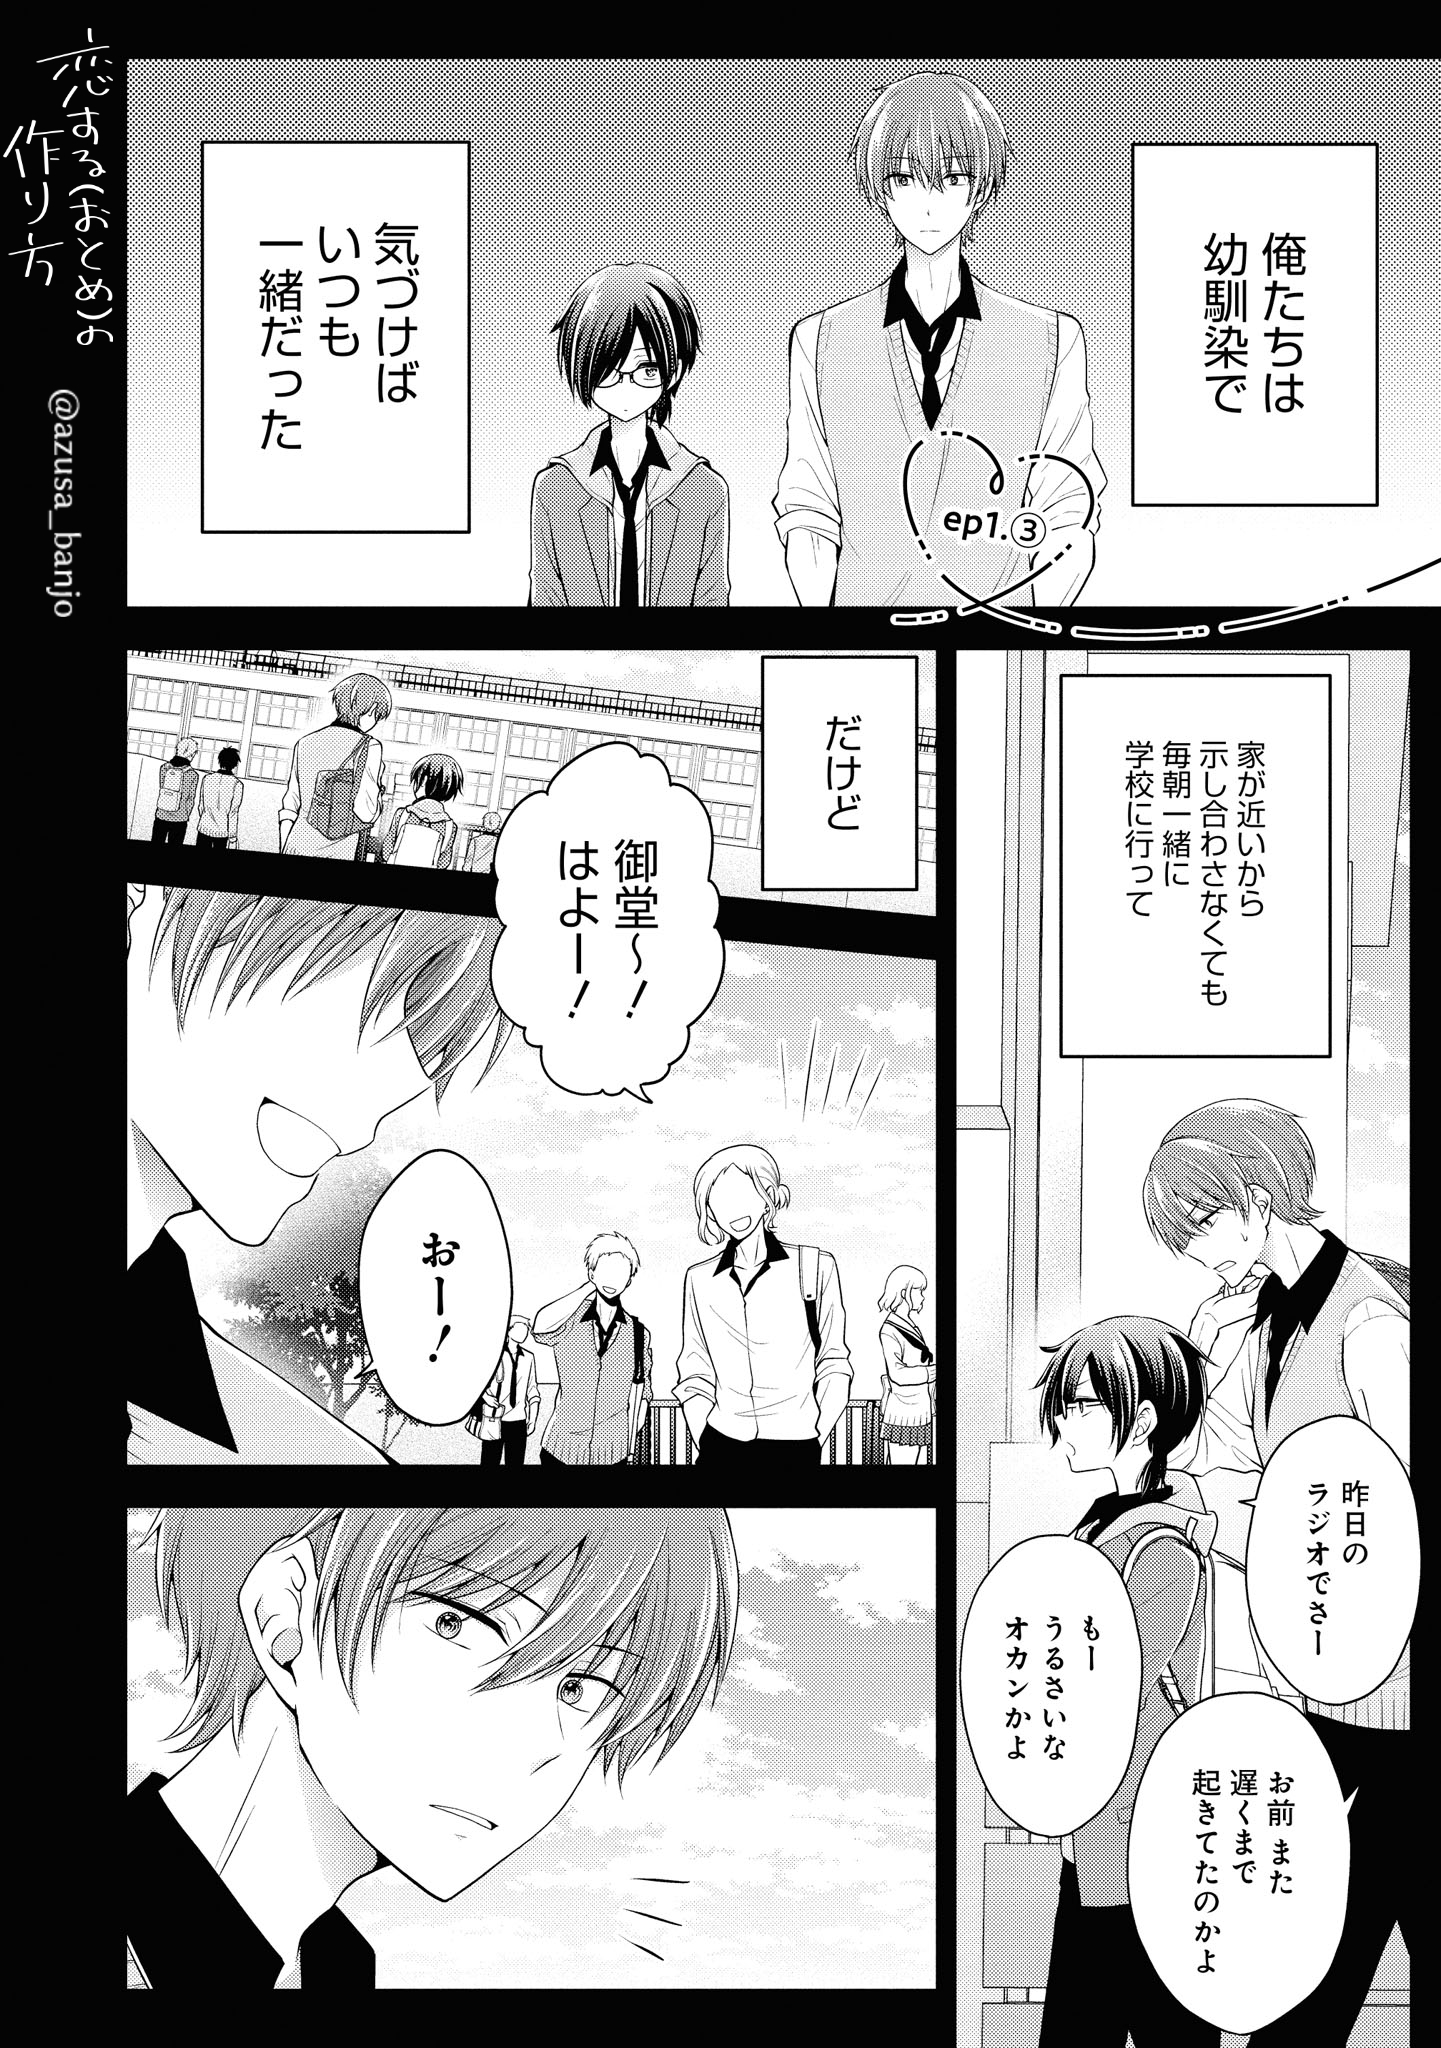 恋する(おとめ)の
作り方
@azusa_banjo
俺たちは
幼馴染で
気づけば
いつも
一緒だった
ep1.③
家が近いから
示し合わさなくても
毎朝一緒に
学校に行って
昨日の
ラジオでさー
お前 また
遅くまで
起きてたのかよ
もー
うるさいな
オカンかよ
だけど
御堂~!
はよー!
おー!